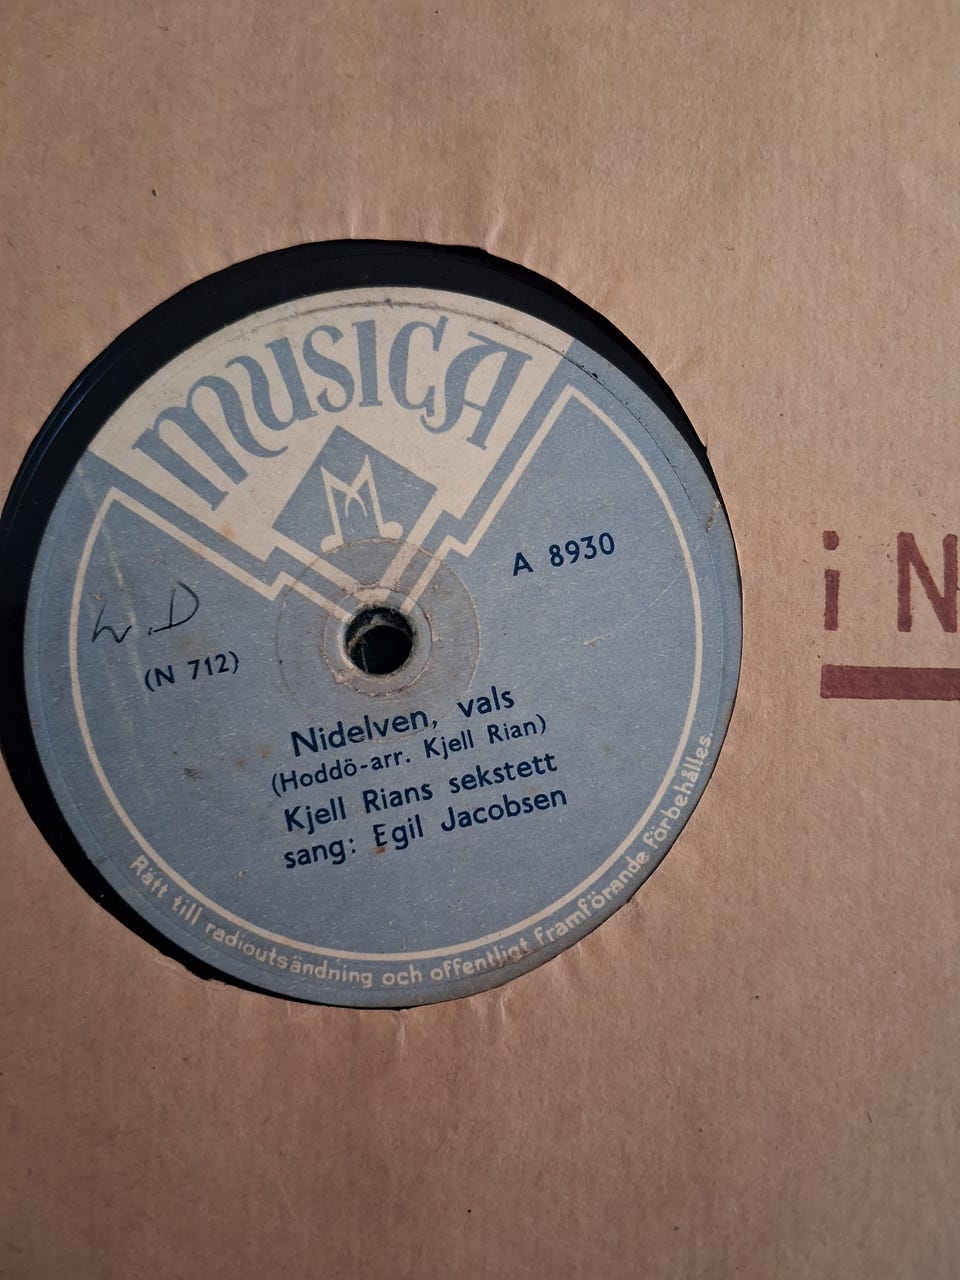 MUSICA
M
A 8930
L.D
(N 712)
Nidelven, vals
(Hoddö-arr. Kjell Rian)
Kjell Rians sekstett
sang: Egil Jacobsen
Rätt till radioutsändning och offentligt framförande förbehålles.
i N